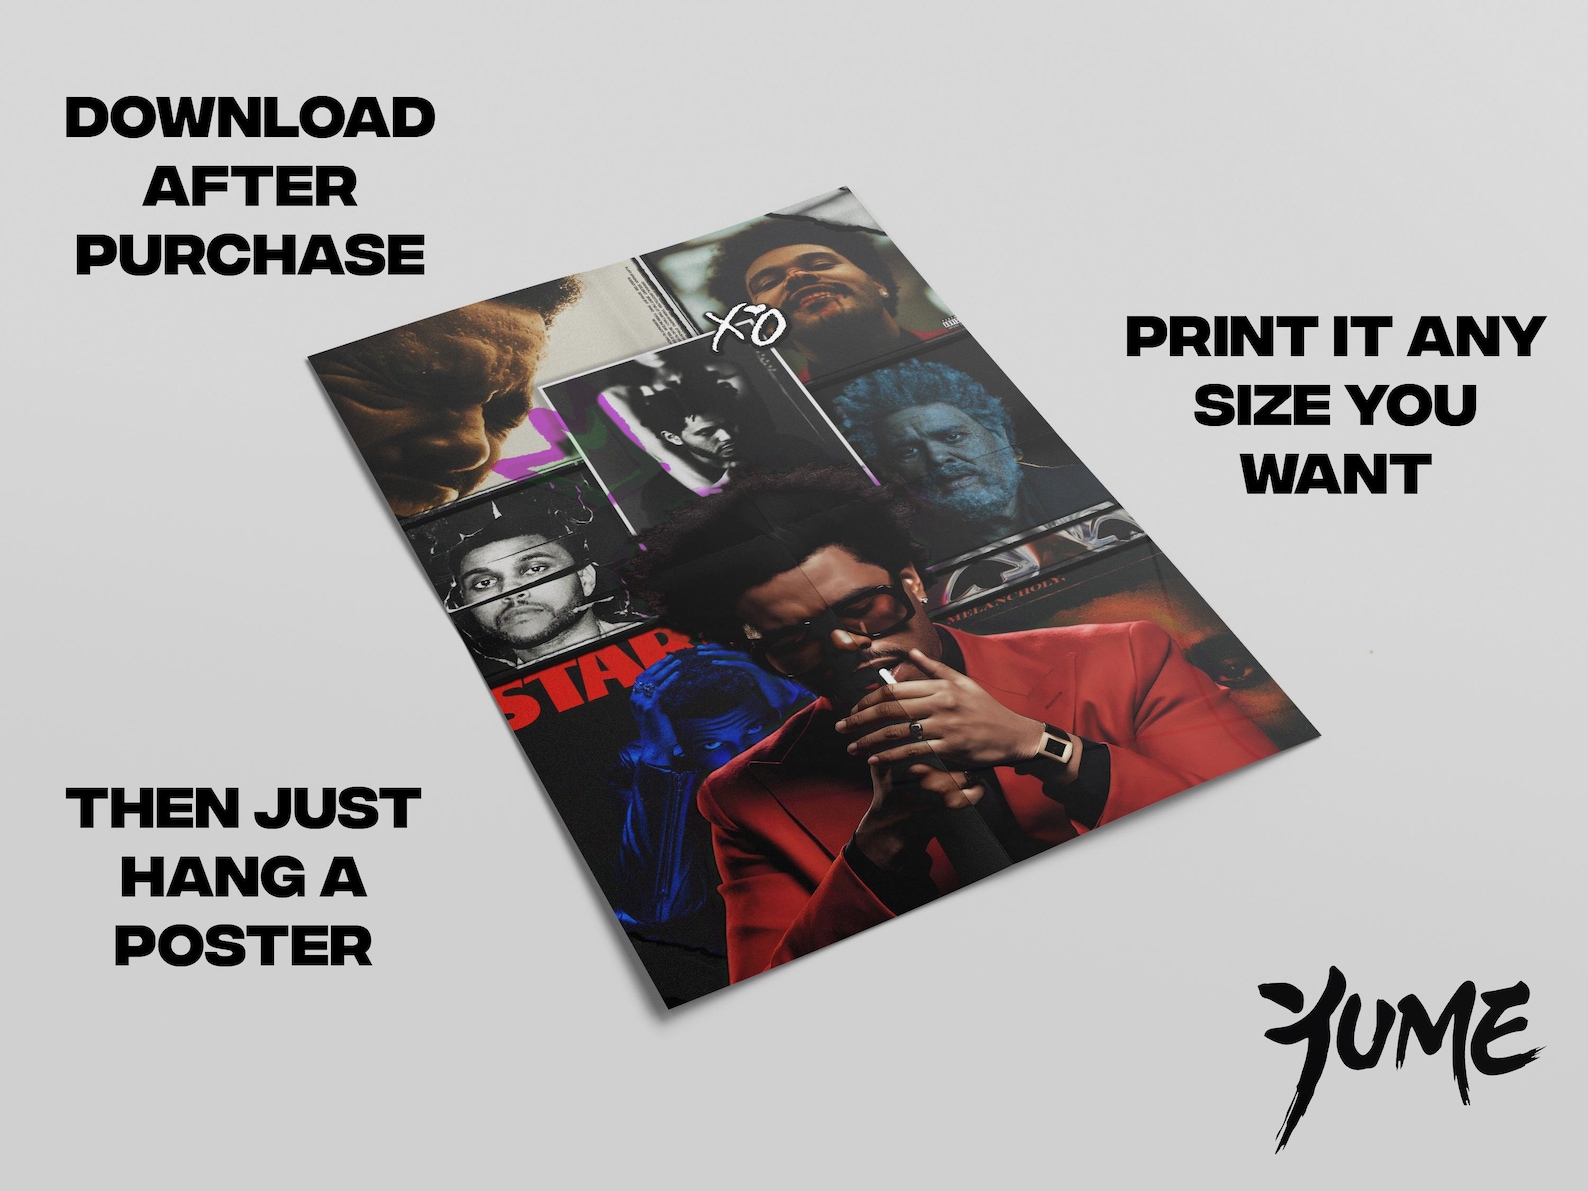 DOWNLOAD
AFTER
PURCHASE
PRINT IT ANY
SIZE YOU
WANT
THEN JUST
HANG A
POSTER
XO
MELANCHOLY.
STAR
YUME